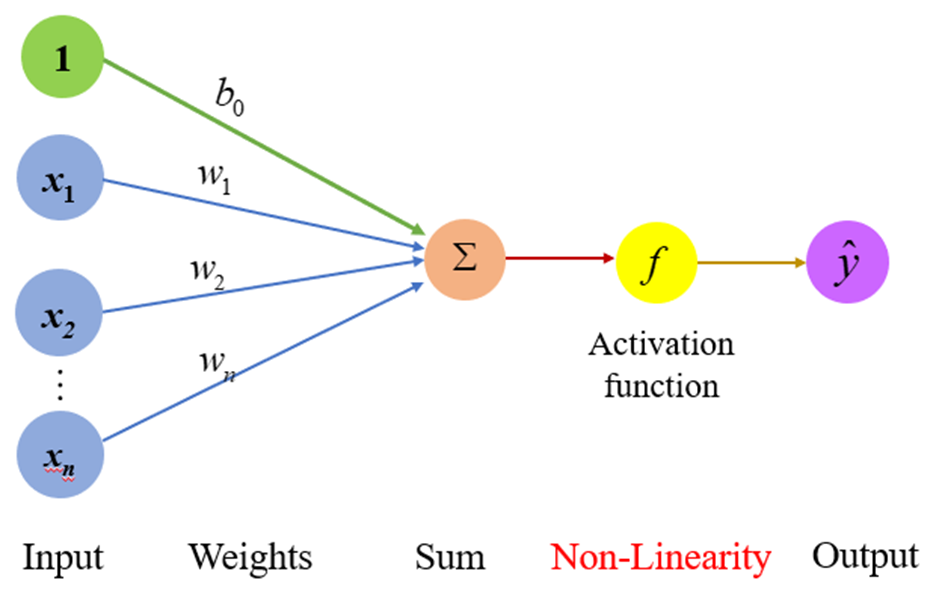 1
b₀
x₁
w₁
Σ
f
ŷ
w₂
x₂
Activation
function
wₙ
⋮
xₙ
Input Weights Sum Non-Linearity Output